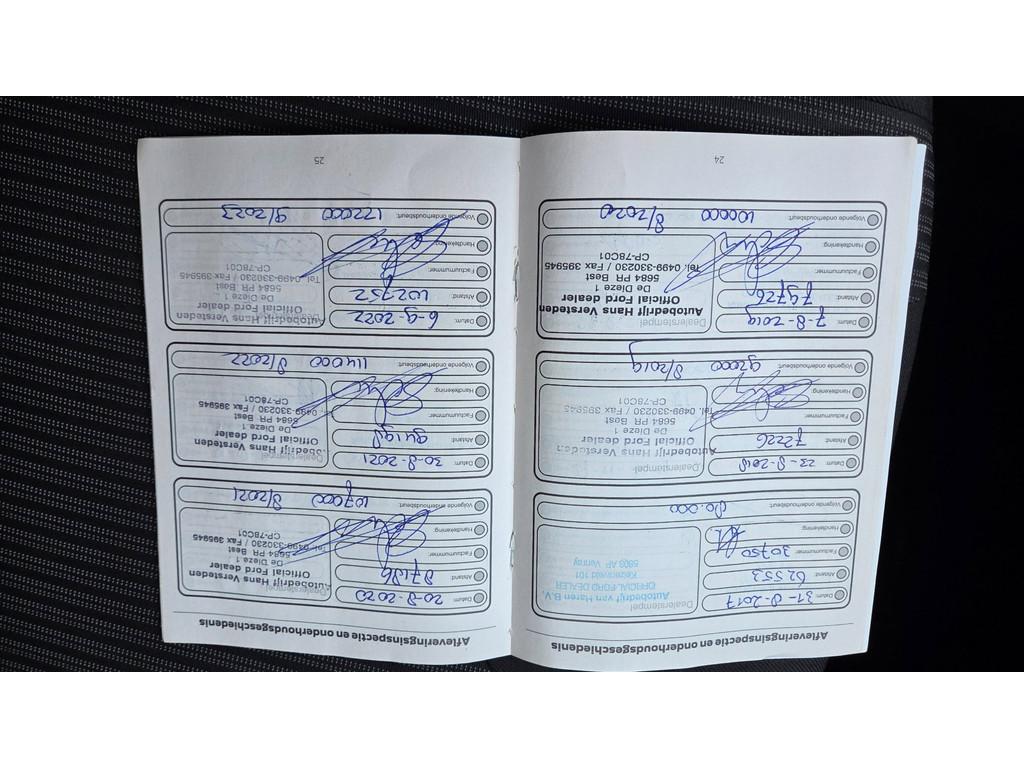 Afleveringsinspectie en onderhoudsgeschiedenis
Datum: 31-8-2017
Afstand: 62553
Factuurnummer: 30750
Handtekening:
Volgende onderhoudsbeurt: 80.000
Dealerstempel
Autobedrijf van Haren B.V.
OFFICIAL FORD DEALER
Keizersveld 101
5803 AP Venray
Datum: 23-8-2018
Afstand: 72226
Factuurnummer:
Handtekening:
Volgende onderhoudsbeurt: 92000 8/2019
Dealerstempel
Autobedrijf Hans Versteden
Official Ford dealer
De Dieze 1
5684 PR Best
Tel. 0499-330230 / Fax 395945
CP-78C01
Datum: 7-8-2019
Afstand: 79726
Factuurnummer:
Handtekening:
Volgende onderhoudsbeurt: 100000 8/2020
Dealerstempel
Autobedrijf Hans Versteden
Official Ford dealer
De Dieze 1
5684 PR Best
Tel. 0499-330230 / Fax 395945
CP-78C01
24
Afleveringsinspectie en onderhoudsgeschiedenis
Datum: 20-8-2020
Afstand:
Factuurnummer:
Handtekening:
Volgende onderhoudsbeurt: 107000 8/2021
Dealerstempel
Autobedrijf Hans Versteden
Official Ford dealer
De Dieze 1
5684 PR Best
Tel. 0499-330230 / Fax 395945
CP-78C01
Datum: 30-8-2021
Afstand:
Factuurnummer:
Handtekening:
Volgende onderhoudsbeurt: 114000 8/2022
Dealerstempel
Autobedrijf Hans Versteden
Official Ford dealer
De Dieze 1
5684 PR Best
Tel. 0499-330230 / Fax 395945
CP-78C01
Datum: 6-9-2022
Afstand: 102752
Factuurnummer:
Handtekening:
Volgende onderhoudsbeurt: 122000 9/2023
Autobedrijf Hans Versteden
Official Ford dealer
De Dieze 1
5684 PR Best
Tel. 0499-330230 / Fax 395945
CP-78C01
25